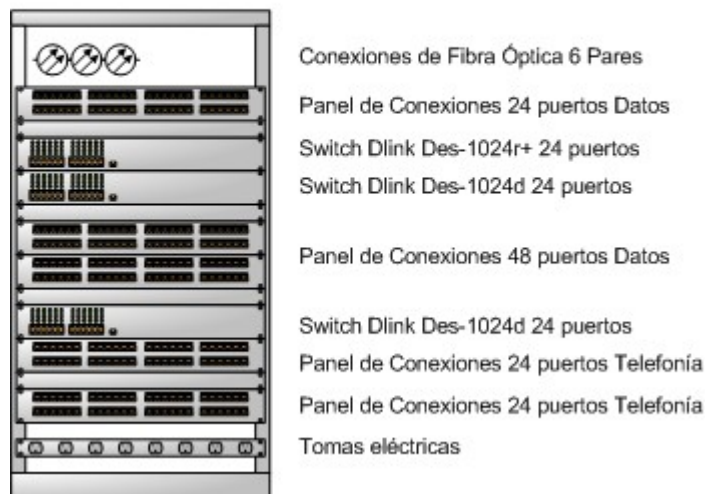 Conexiones de Fibra Óptica 6 Pares
Panel de Conexiones 24 puertos Datos
Switch Dlink Des-1024r+ 24 puertos
Switch Dlink Des-1024d 24 puertos
Panel de Conexiones 48 puertos Datos
Switch Dlink Des-1024d 24 puertos
Panel de Conexiones 24 puertos Telefonía
Panel de Conexiones 24 puertos Telefonía
Tomas eléctricas